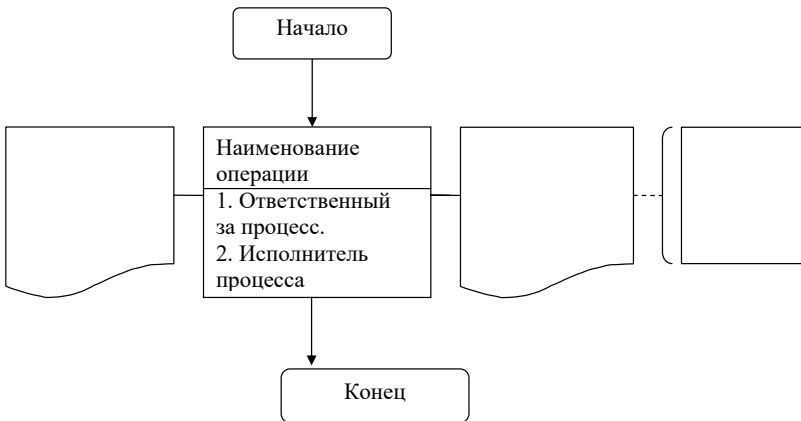 Начало
Наименование
операции
1. Ответственный
за процесс.
2. Исполнитель
процесса
Конец